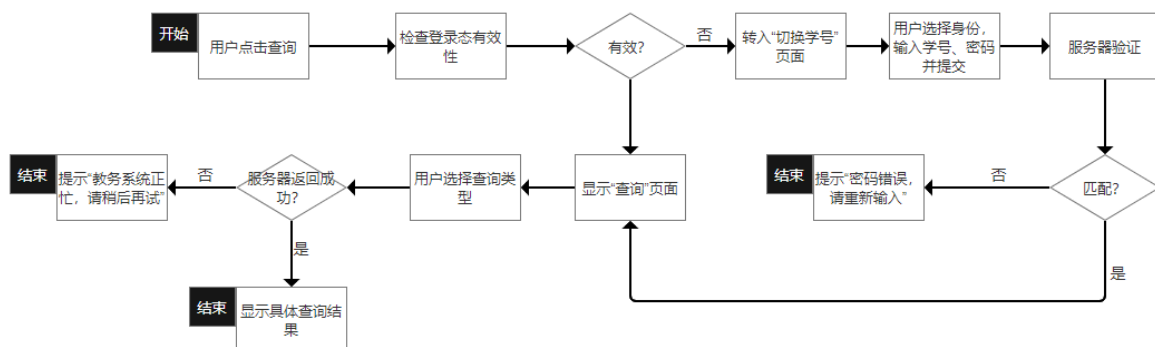 开始
用户点击查询
检查登录态有效
性
有效?
否
转入“切换学号”
页面
用户选择身份，
输入学号、密码
并提交
服务器验证
结束
提示“教务系统正
忙，请稍后再试”
否
服务器返回成
功?
用户选择查询类
型
显示“查询”页面
结束
提示“密码错误，
请重新输入”
否
匹配?
是
是
结束
显示具体查询结
果